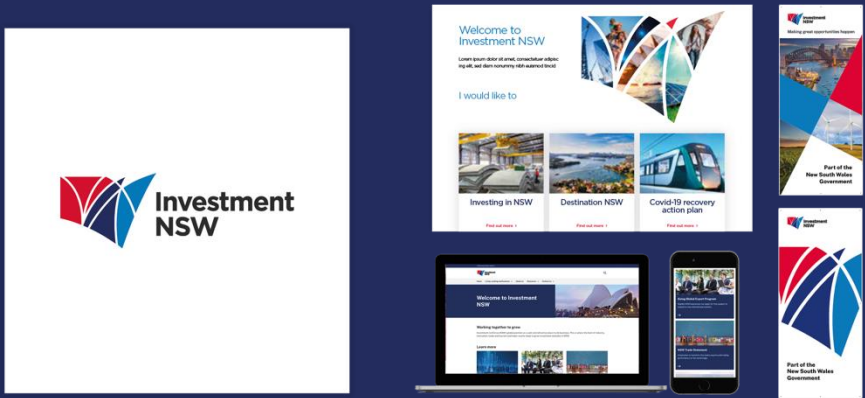 Investment
NSW
Welcome to
Investment NSW
Lorem ipsum dolor sit amet, consectetuer adipisc
ing elit, sed diam nonummy nibh euismod tincid
I would like to
Investing in NSW
Find out more >
Destination NSW
Find out more >
Covid-19 recovery
action plan
Find out more >
Investment
NSW
Making great opportunities happen
Part of the
New South Wales
Government
Welcome to Investment
NSW
Working together to grow
Learn more
Investment
NSW
Part of the
New South Wales
Government